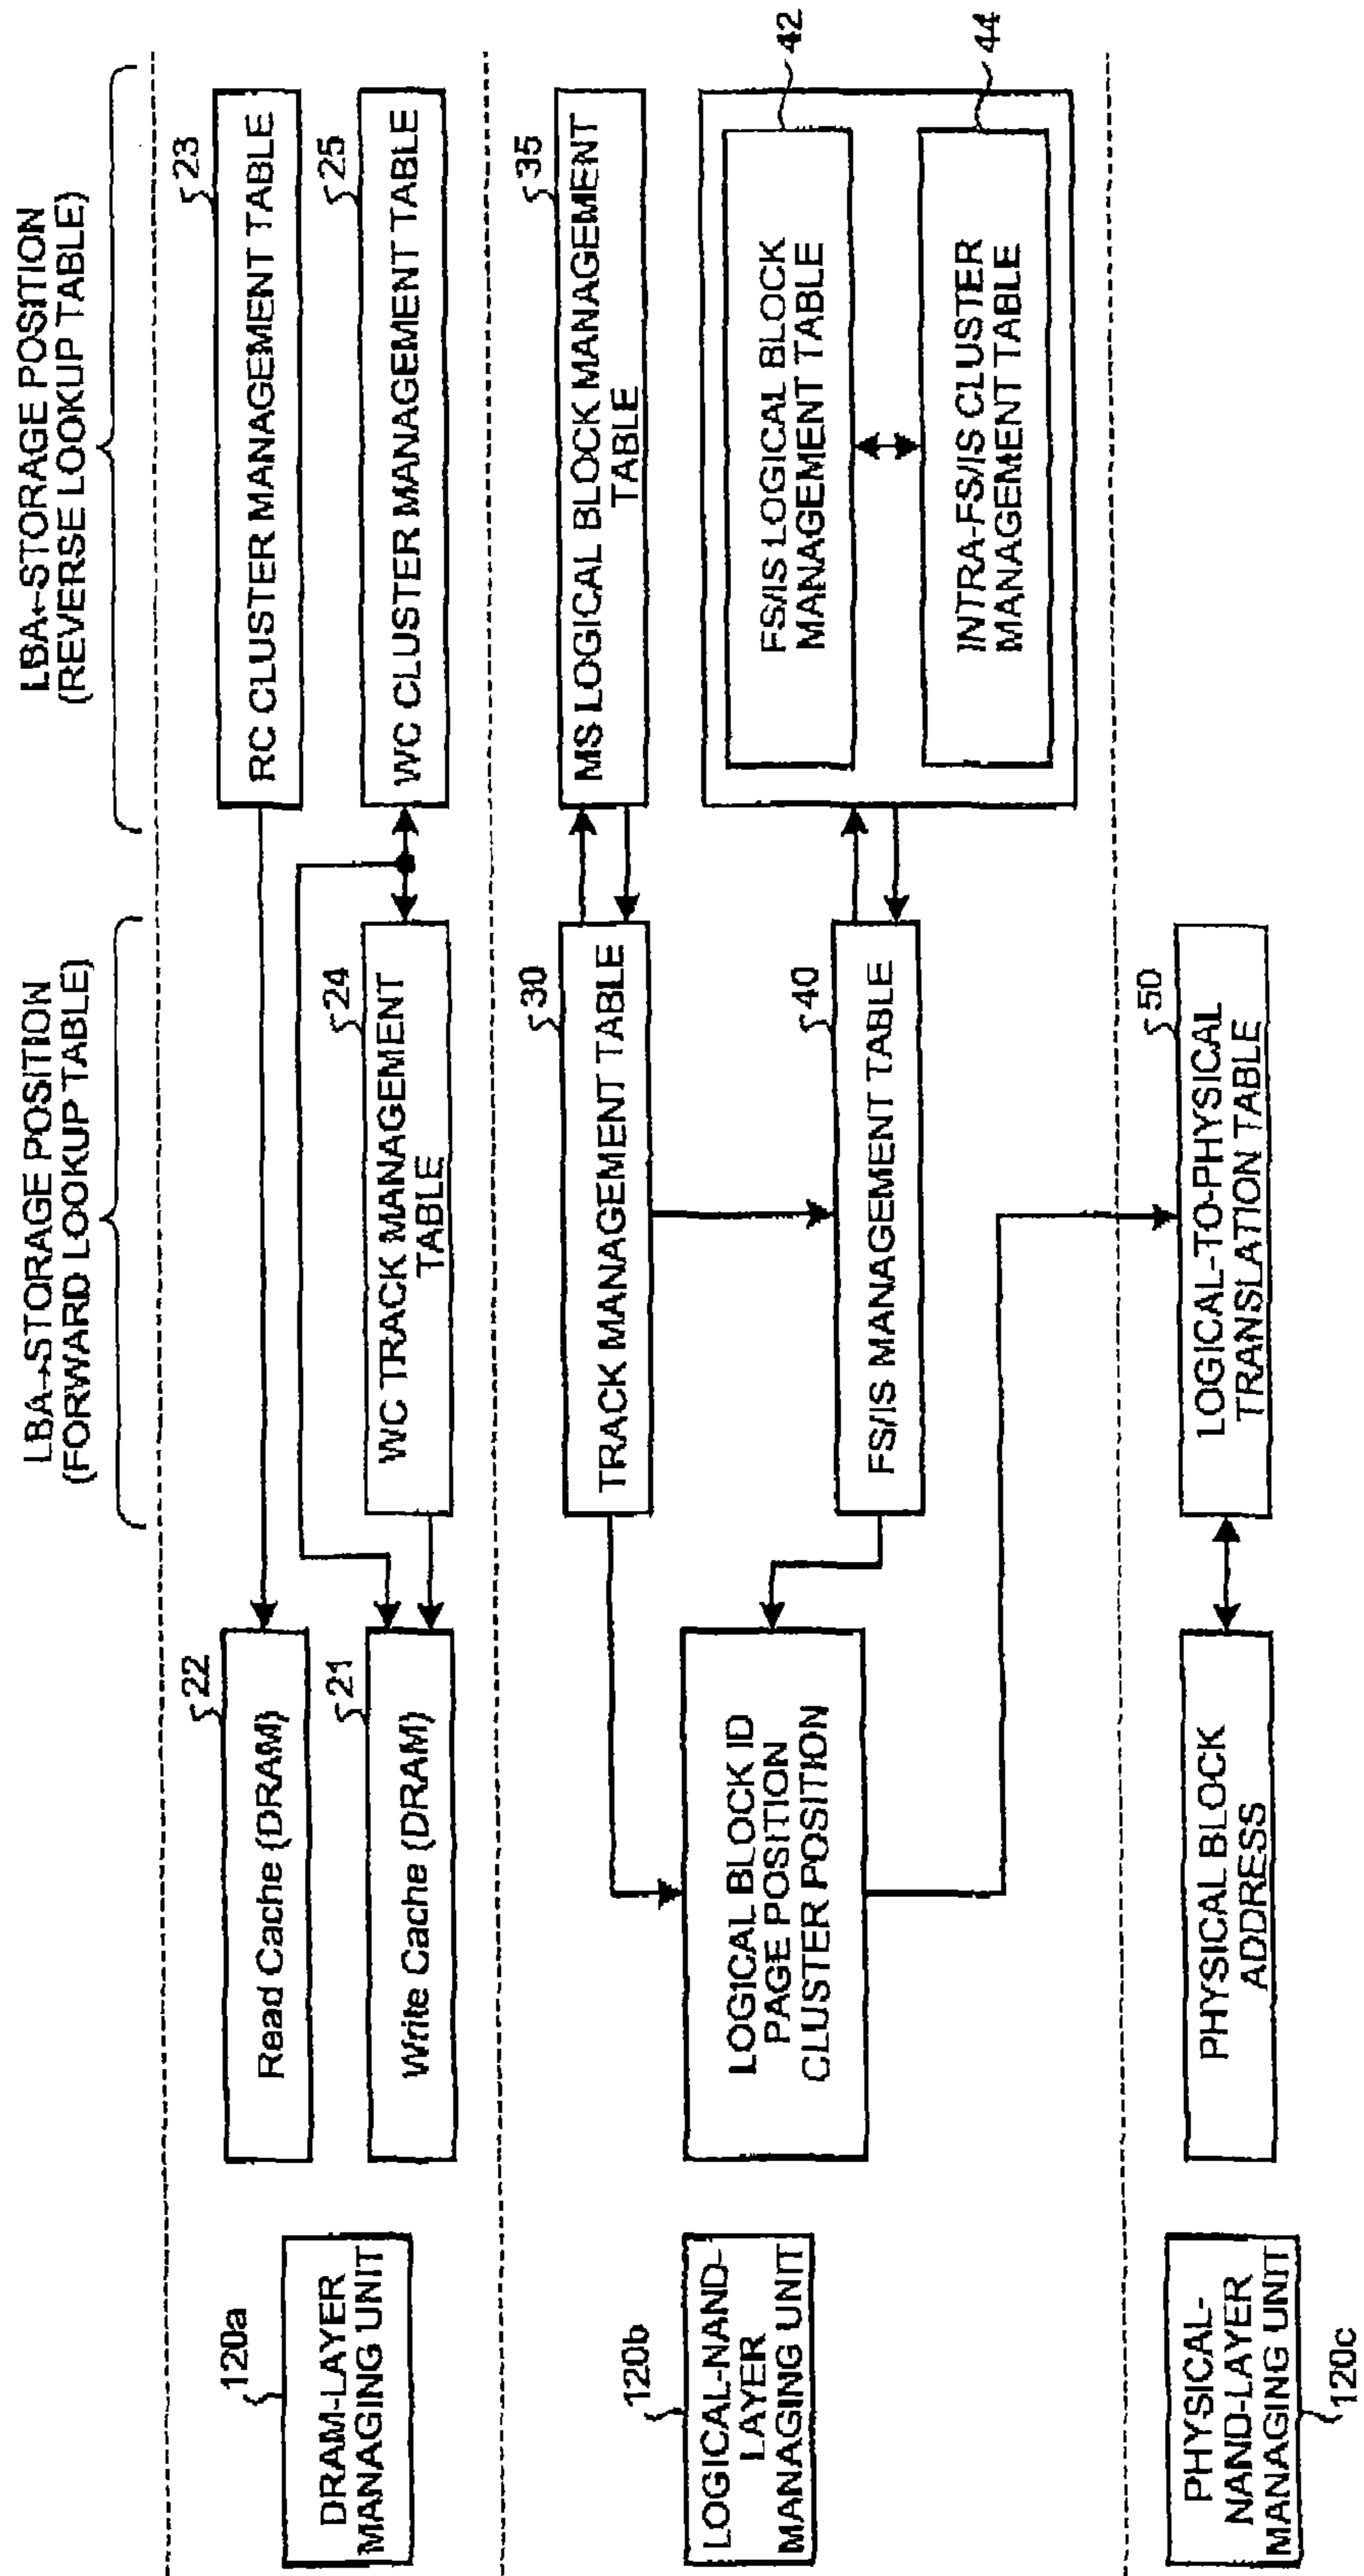 LBA→STORAGE POSITION
(FORWARD LOOKUP TABLE)
LBA←STORAGE POSITION
(REVERSE LOOKUP TABLE)
120a
DRAM-LAYER
MANAGING UNIT
22
Read Cache (DRAM)
23
RC CLUSTER MANAGEMENT TABLE
21
Write Cache (DRAM)
24
WC TRACK MANAGEMENT
TABLE
25
WC CLUSTER MANAGEMENT TABLE
120b
LOGICAL-NAND-
LAYER
MANAGING UNIT
LOGICAL BLOCK ID
PAGE POSITION
CLUSTER POSITION
30
TRACK MANAGEMENT TABLE
35
MS LOGICAL BLOCK MANAGEMENT
TABLE
40
FS/IS MANAGEMENT TABLE
42
FS/IS LOGICAL BLOCK
MANAGEMENT TABLE
44
INTRA-FS/IS CLUSTER
MANAGEMENT TABLE
PHYSICAL-
NAND-LAYER
MANAGING UNIT
120c
PHYSICAL BLOCK
ADDRESS
50
LOGICAL-TO-PHYSICAL
TRANSLATION TABLE